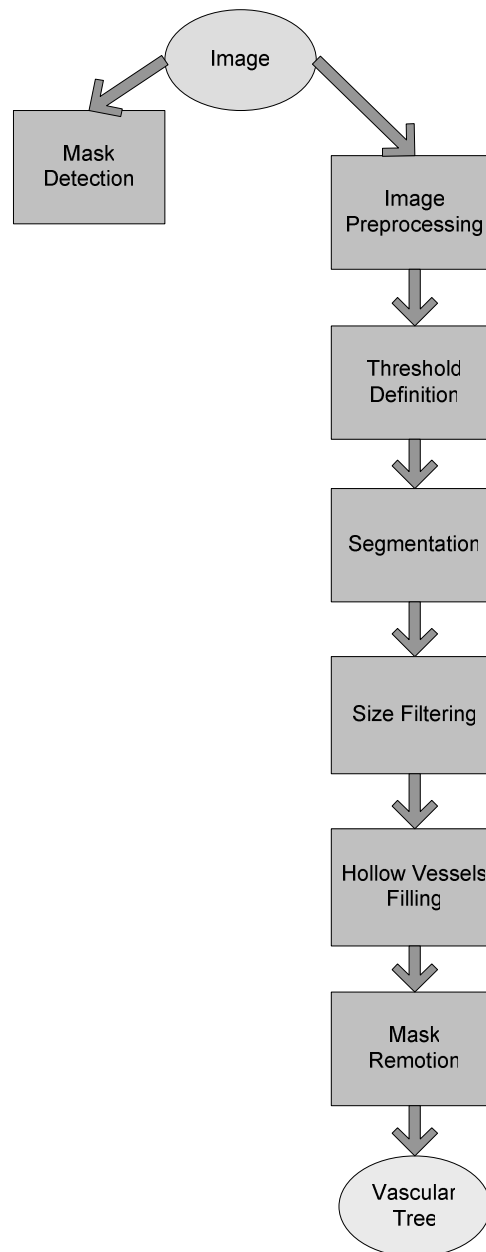 Image
Mask
Detection
Image
Preprocessing
Threshold
Definition
Segmentation
Size Filtering
Hollow Vessels
Filling
Mask
Remotion
Vascular
Tree